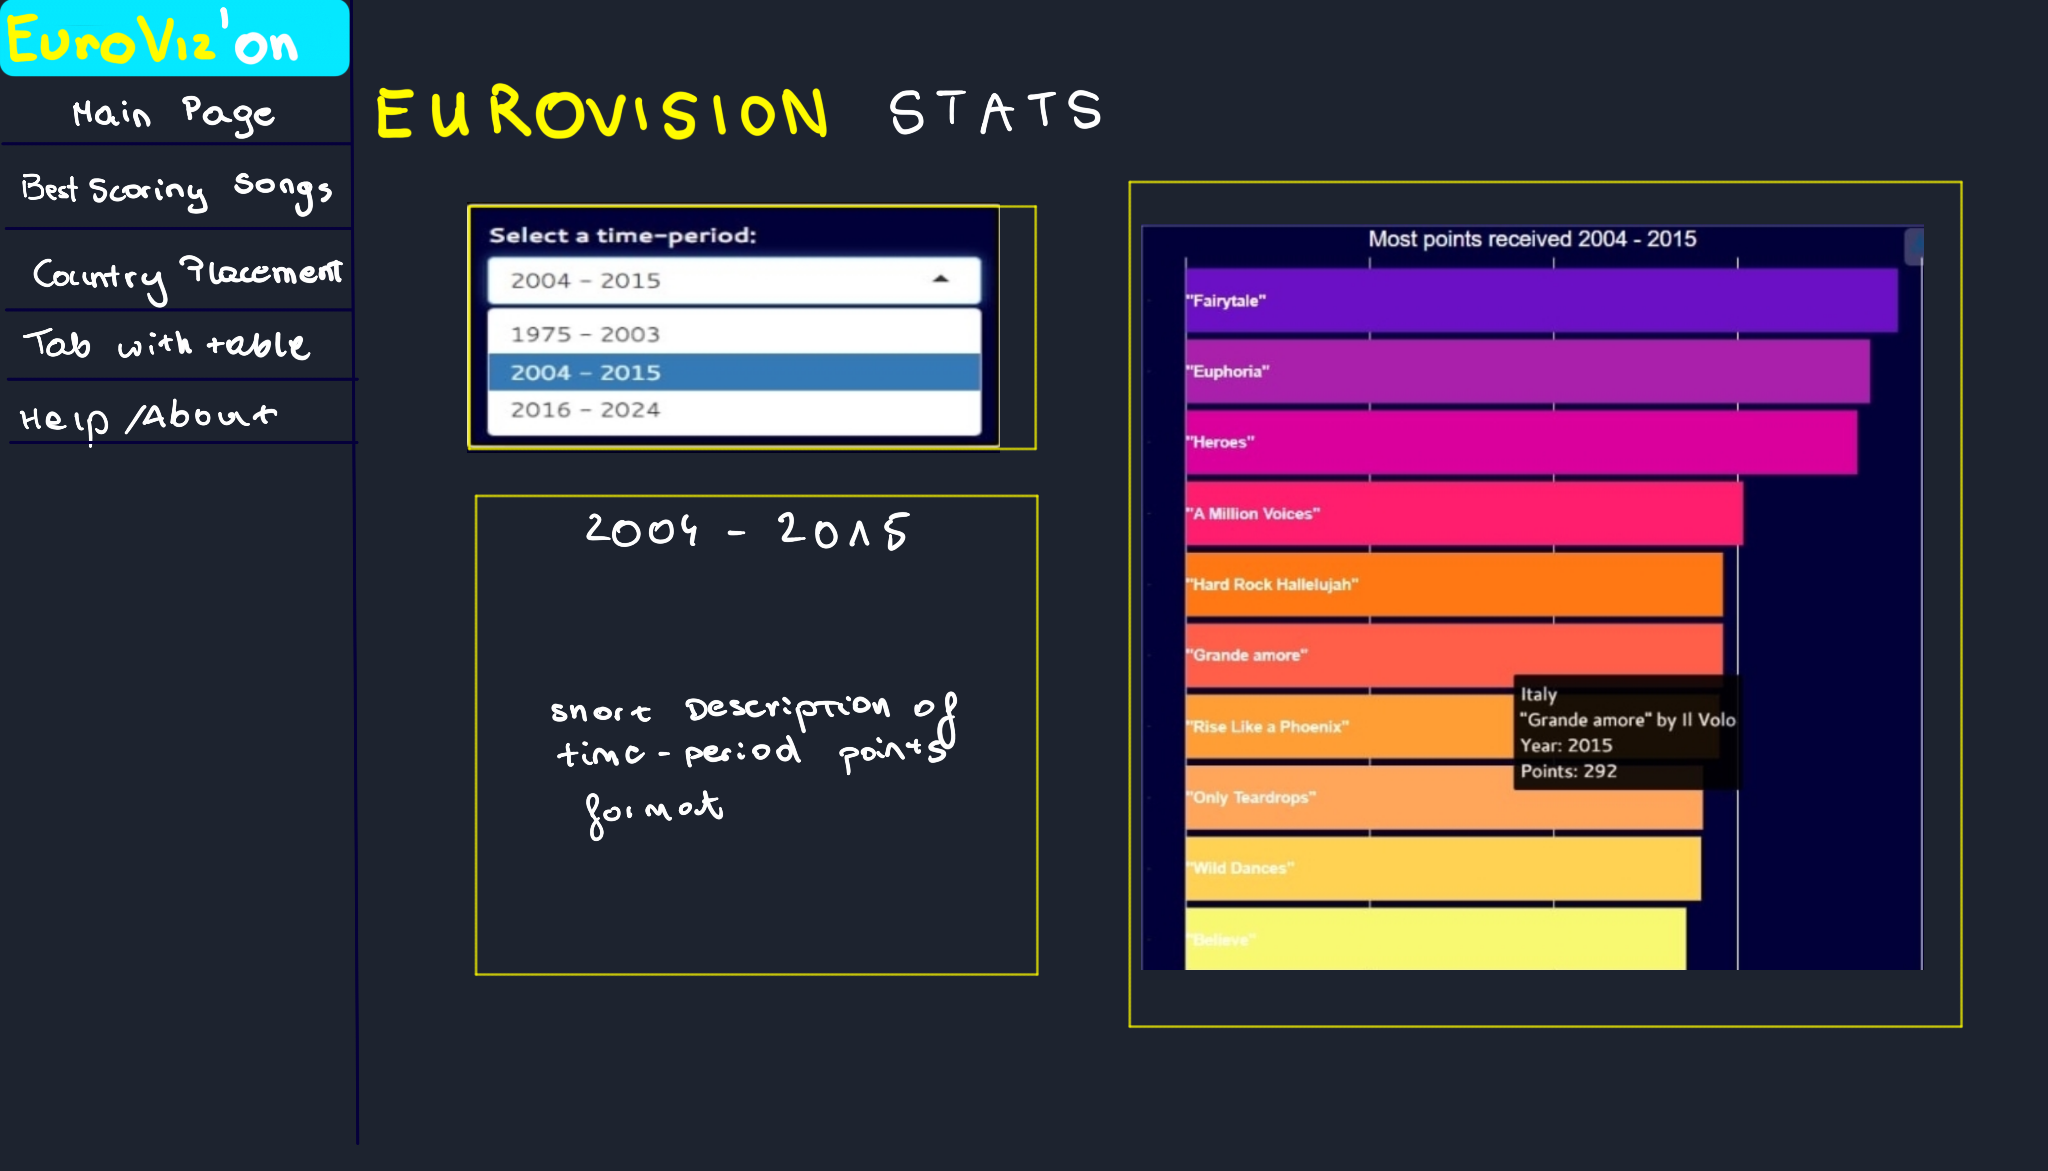 EuroViz'on
Main Page
Best Scoring Songs
Country Placement
Tab with table
Help/About
EUROVISION STATS
Select a time-period:
2004 - 2015
1975 - 2003
2004 - 2015
2016 - 2024
2004 - 2015
short Description of
time-period points
format
Most points received 2004 - 2015
"Fairytale"
"Euphoria"
"Heroes"
"A Million Voices"
"Hard Rock Hallelujah"
"Grande amore"
"Rise Like a Phoenix"
"Only Teardrops"
"Wild Dances"
"Believe"
Italy
"Grande amore" by Il Volo
Year: 2015
Points: 292